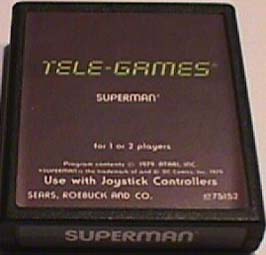 TELE-GAMES®
SUPERMAN*
for 1 or 2 players
Program contents © 1979 ATARI, INC.
*SUPERMAN is the trademark of and © DC Comics, Inc. 1979
Use with Joystick Controllers
SEARS, ROEBUCK AND CO.
SUPERMAN